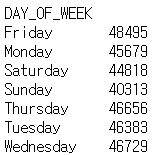 DAY_OF_WEEK
Friday 48495
Monday 45679
Saturday 44818
Sunday 40313
Thursday 46656
Tuesday 46383
Wednesday 46729